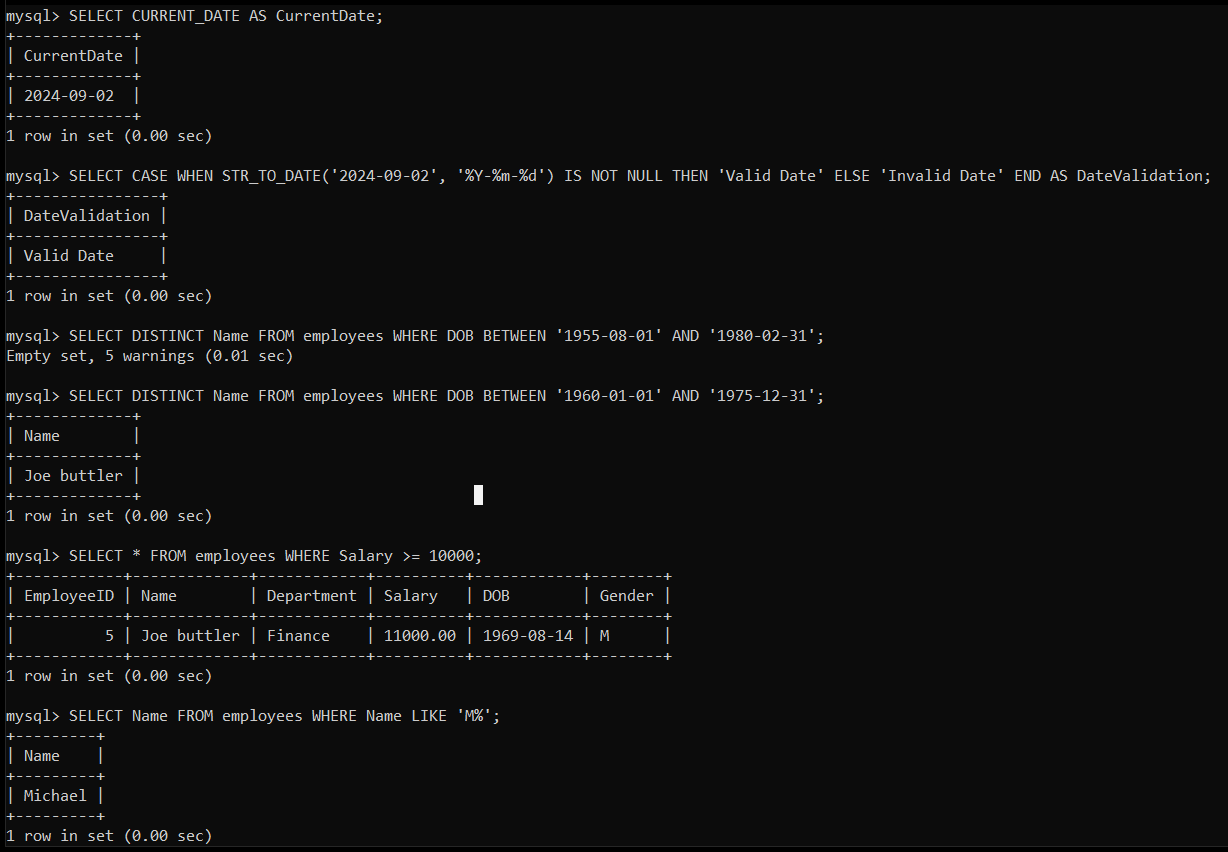 mysql> SELECT CURRENT_DATE AS CurrentDate;
+-------------+
| CurrentDate |
+-------------+
| 2024-09-02  |
+-------------+
1 row in set (0.00 sec)

mysql> SELECT CASE WHEN STR_TO_DATE('2024-09-02', '%Y-%m-%d') IS NOT NULL THEN 'Valid Date' ELSE 'Invalid Date' END AS DateValidation;
+----------------+
| DateValidation |
+----------------+
| Valid Date     |
+----------------+
1 row in set (0.00 sec)

mysql> SELECT DISTINCT Name FROM employees WHERE DOB BETWEEN '1955-08-01' AND '1980-02-31';
Empty set, 5 warnings (0.01 sec)

mysql> SELECT DISTINCT Name FROM employees WHERE DOB BETWEEN '1960-01-01' AND '1975-12-31';
+-------------+
| Name        |
+-------------+
| Joe buttler |
+-------------+
1 row in set (0.00 sec)

mysql> SELECT * FROM employees WHERE Salary >= 10000;
+------------+-------------+------------+----------+------------+--------+
| EmployeeID | Name        | Department | Salary   | DOB        | Gender |
+------------+-------------+------------+----------+------------+--------+
|          5 | Joe buttler | Finance    | 11000.00 | 1969-08-14 | M      |
+------------+-------------+------------+----------+------------+--------+
1 row in set (0.00 sec)

mysql> SELECT Name FROM employees WHERE Name LIKE 'M%';
+---------+
| Name    |
+---------+
| Michael |
+---------+
1 row in set (0.00 sec)